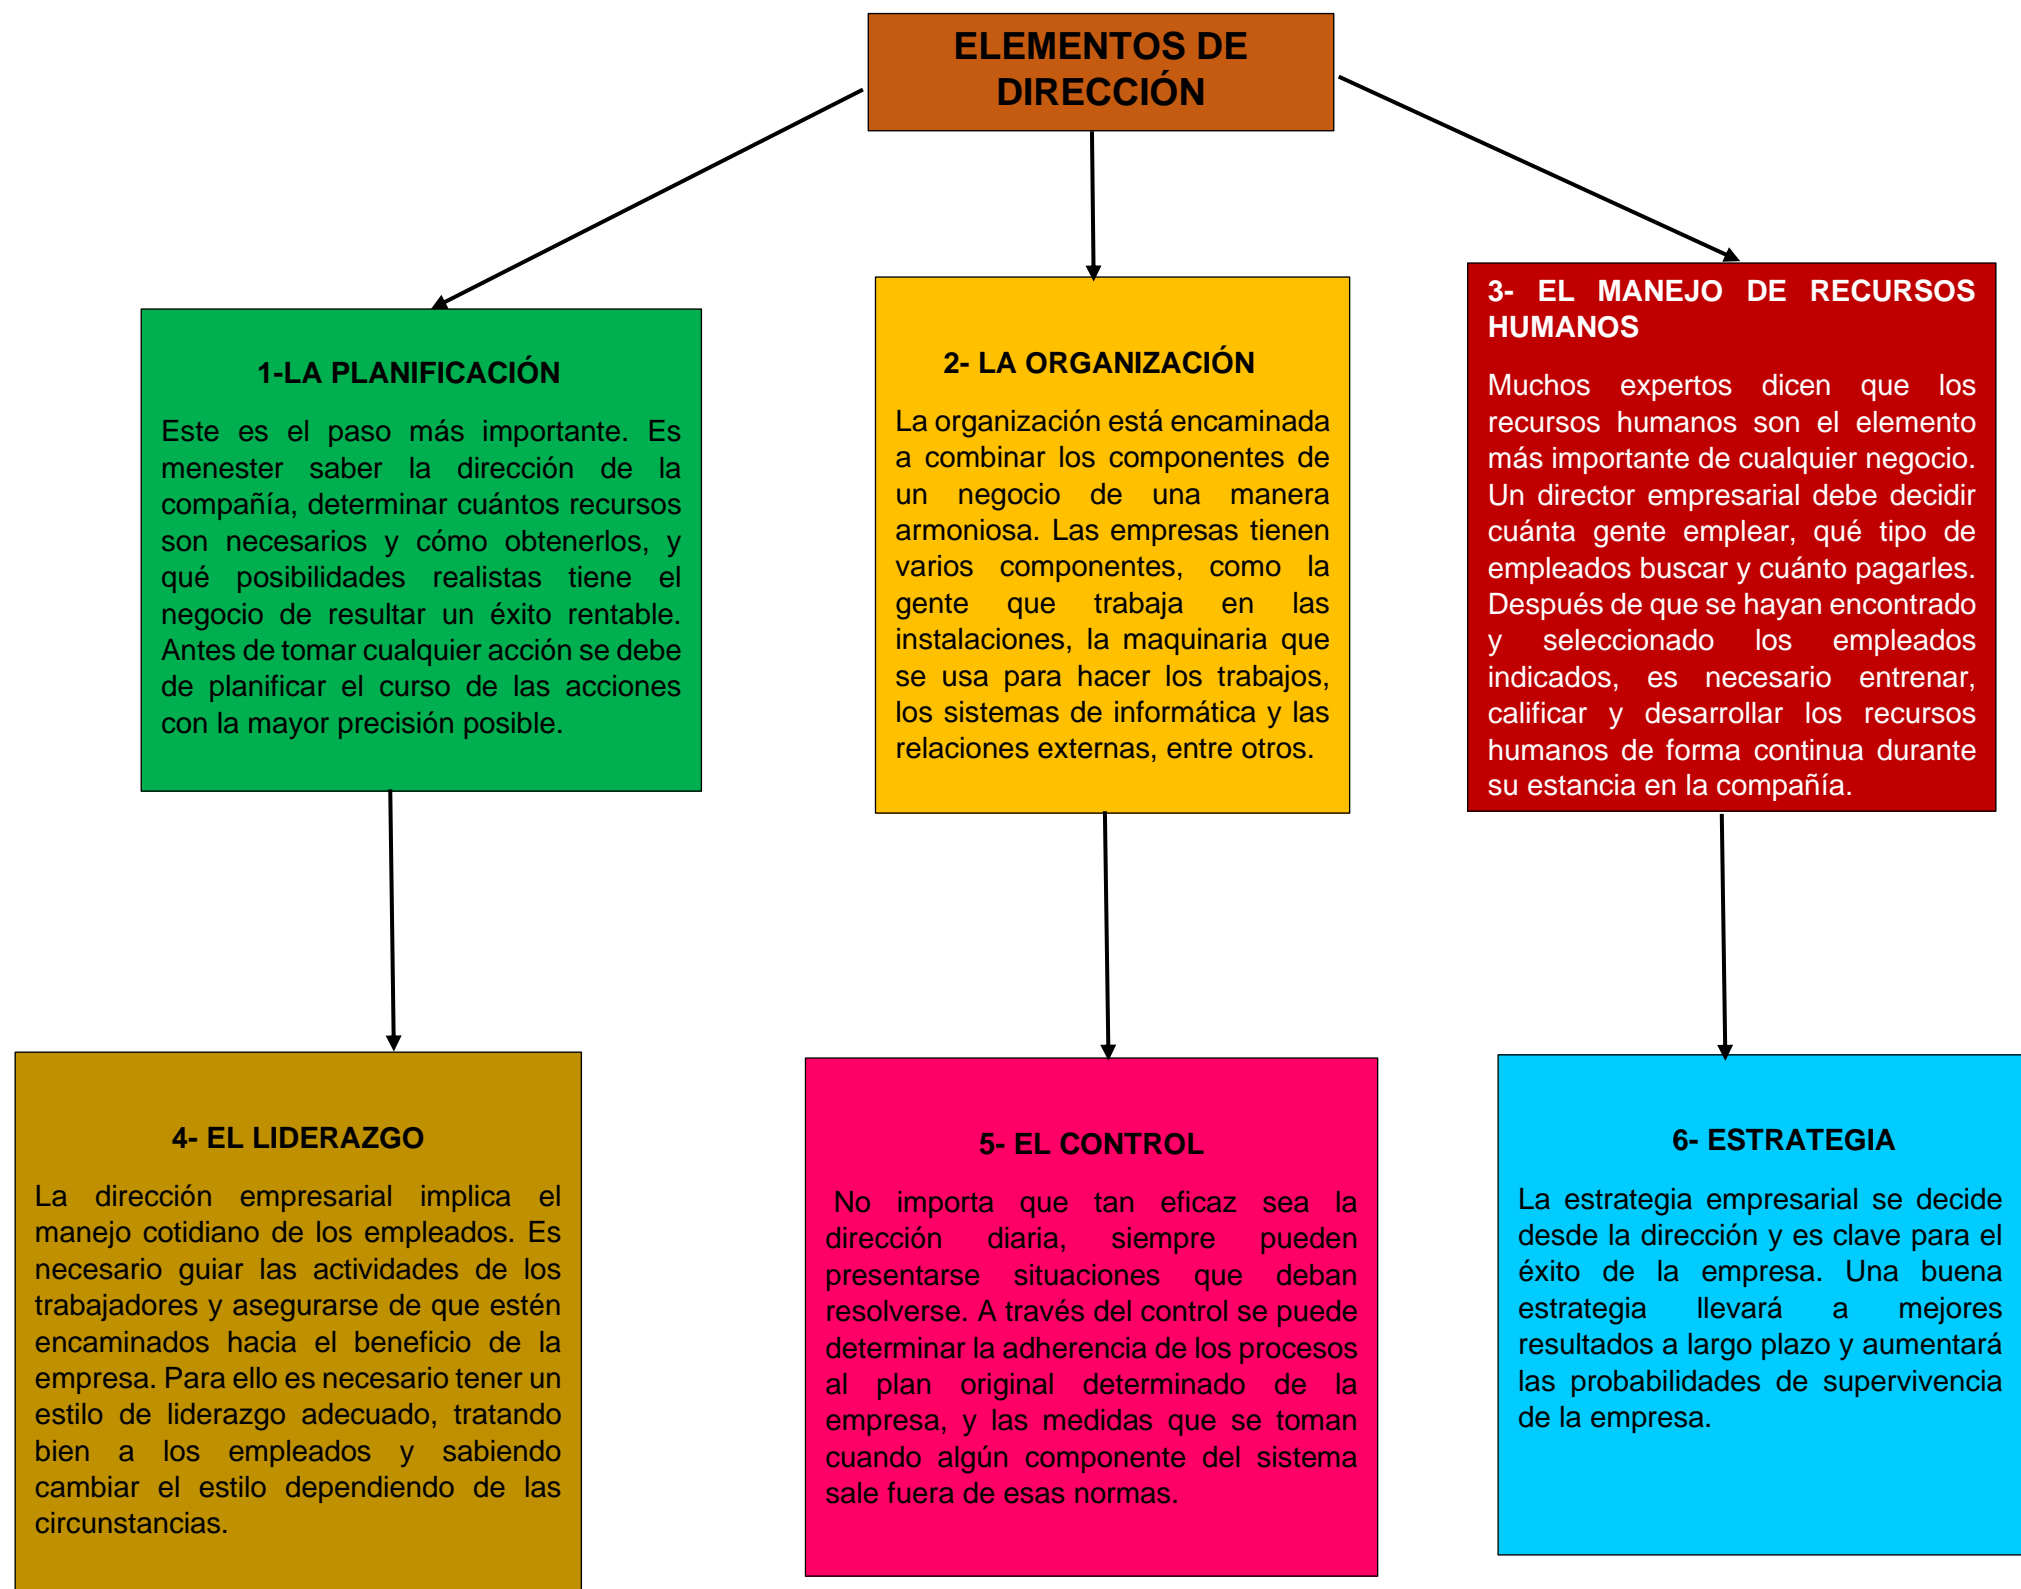 ELEMENTOS DE
DIRECCIÓN
1-LA PLANIFICACIÓN
Este es el paso más importante. Es
menester saber la dirección de la
compañía, determinar cuántos recursos
son necesarios y cómo obtenerlos, y
qué posibilidades realistas tiene el
negocio de resultar un éxito rentable.
Antes de tomar cualquier acción se debe
de planificar el curso de las acciones
con la mayor precisión posible.
2- LA ORGANIZACIÓN
La organización está encaminada
a combinar los componentes de
un negocio de una manera
armoniosa. Las empresas tienen
varios componentes, como la
gente que trabaja en las
instalaciones, la maquinaria que
se usa para hacer los trabajos,
los sistemas de informática y las
relaciones externas, entre otros.
3- EL MANEJO DE RECURSOS
HUMANOS
Muchos expertos dicen que los
recursos humanos son el elemento
más importante de cualquier negocio.
Un director empresarial debe decidir
cuánta gente emplear, qué tipo de
empleados buscar y cuánto pagarles.
Después de que se hayan encontrado
y seleccionado los empleados
indicados, es necesario entrenar,
calificar y desarrollar los recursos
humanos de forma continua durante
su estancia en la compañía.
4- EL LIDERAZGO
La dirección empresarial implica el
manejo cotidiano de los empleados. Es
necesario guiar las actividades de los
trabajadores y asegurarse de que estén
encaminados hacia el beneficio de la
empresa. Para ello es necesario tener un
estilo de liderazgo adecuado, tratando
bien a los empleados y sabiendo
cambiar el estilo dependiendo de las
circunstancias.
5- EL CONTROL
No importa que tan eficaz sea la
dirección diaria, siempre pueden
presentarse situaciones que deban
resolverse. A través del control se puede
determinar la adherencia de los procesos
al plan original determinado de la
empresa, y las medidas que se toman
cuando algún componente del sistema
sale fuera de esas normas.
6- ESTRATEGIA
La estrategia empresarial se decide
desde la dirección y es clave para el
éxito de la empresa. Una buena
estrategia llevará a mejores
resultados a largo plazo y aumentará
las probabilidades de supervivencia
de la empresa.